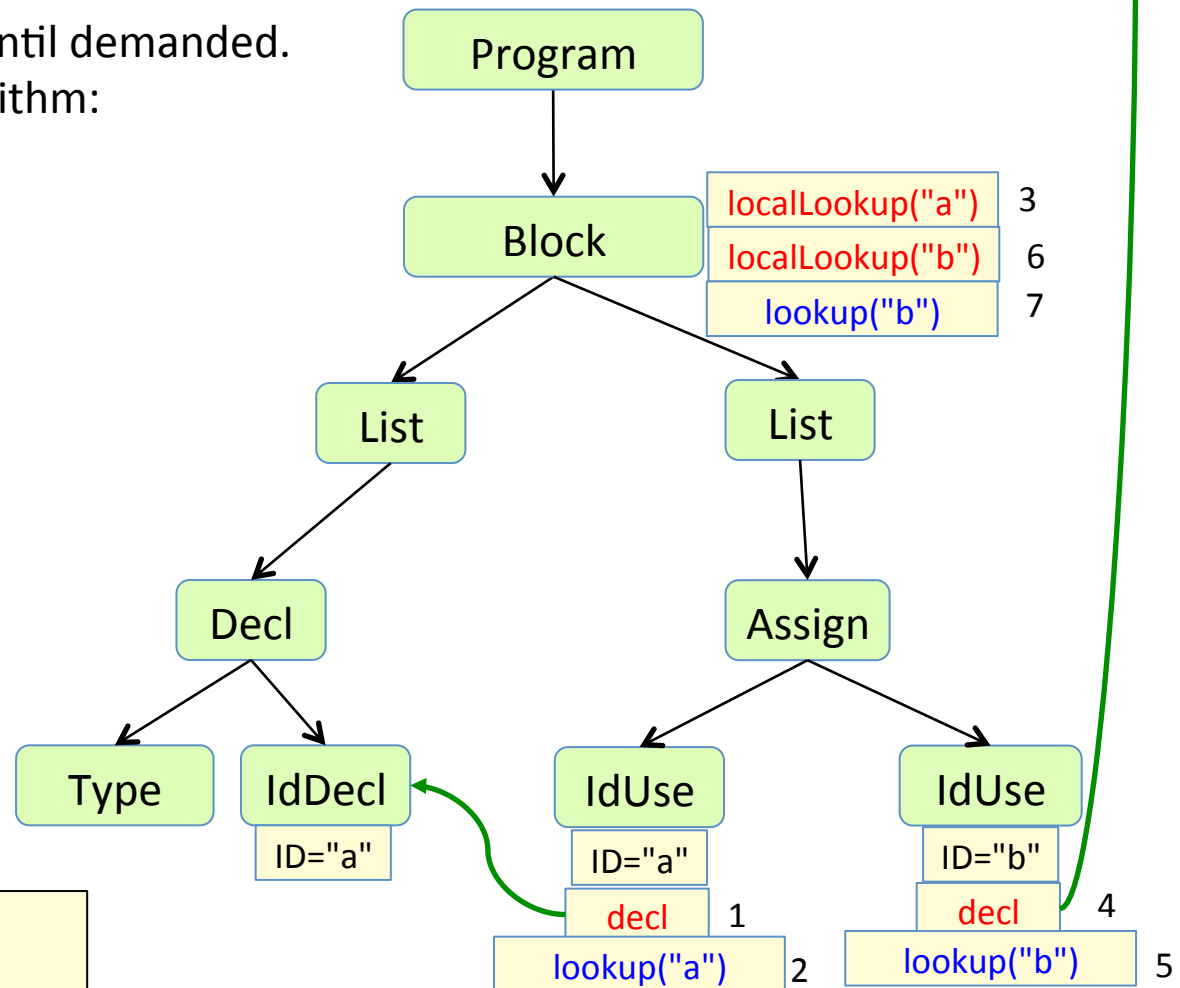 until demanded.
ithm:
Program
Block
localLookup("a") 3
localLookup("b") 6
lookup("b") 7
List
List
Decl
Assign
Type
IdDecl
IdUse
IdUse
ID="a"
ID="a"
ID="b"
decl 1
decl 4
lookup("a") 2
lookup("b") 5